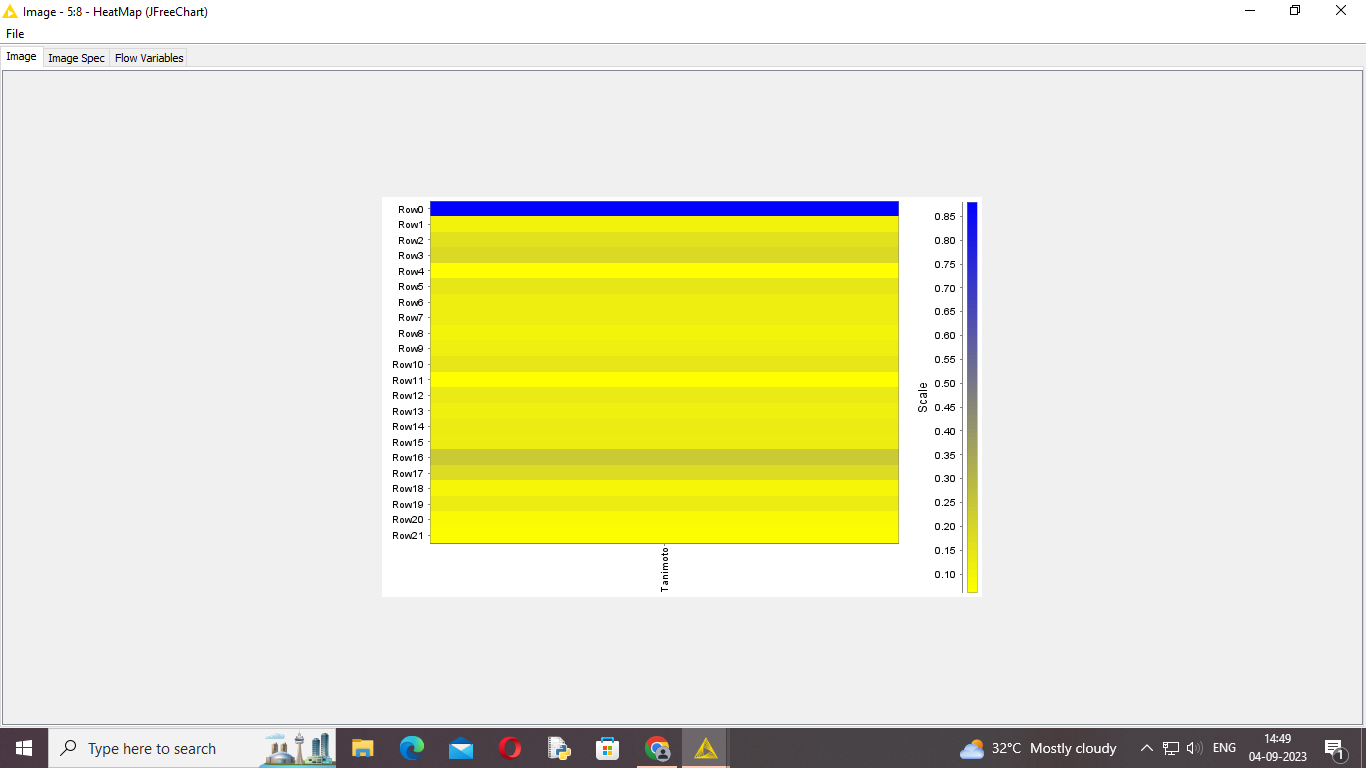 Image - 5:8 - HeatMap (JFreeChart)
File
Image Image Spec Flow Variables
Row0
Row1
Row2
Row3
Row4
Row5
Row6
Row7
Row8
Row9
Row10
Row11
Row12
Row13
Row14
Row15
Row16
Row17
Row18
Row19
Row20
Row21
Tanimoto
Scale
0.85
0.80
0.75
0.70
0.65
0.60
0.55
0.50
0.45
0.40
0.35
0.30
0.25
0.20
0.15
0.10
Type here to search
32°C Mostly cloudy
ENG
14:49
04-09-2023
1